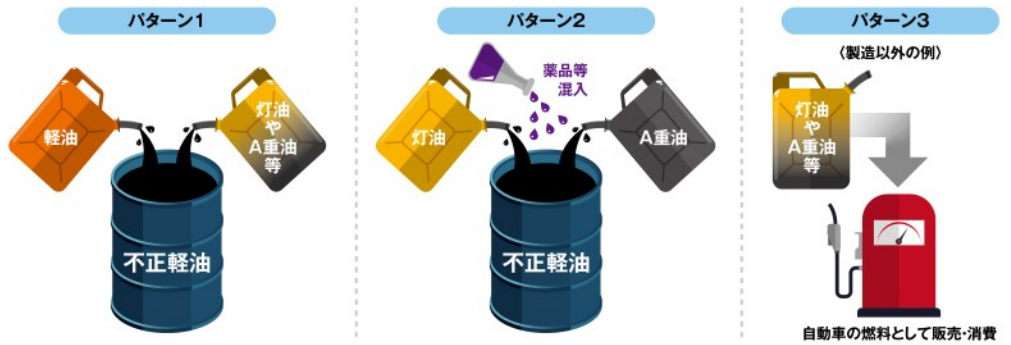 パターン1
軽油
灯油
や
A重油
等
不正軽油
パターン2
薬品等
混入
灯油
A重油
不正軽油
パターン3
〈製造以外の例〉
灯油
や
A重油
等
自動車の燃料として販売・消費